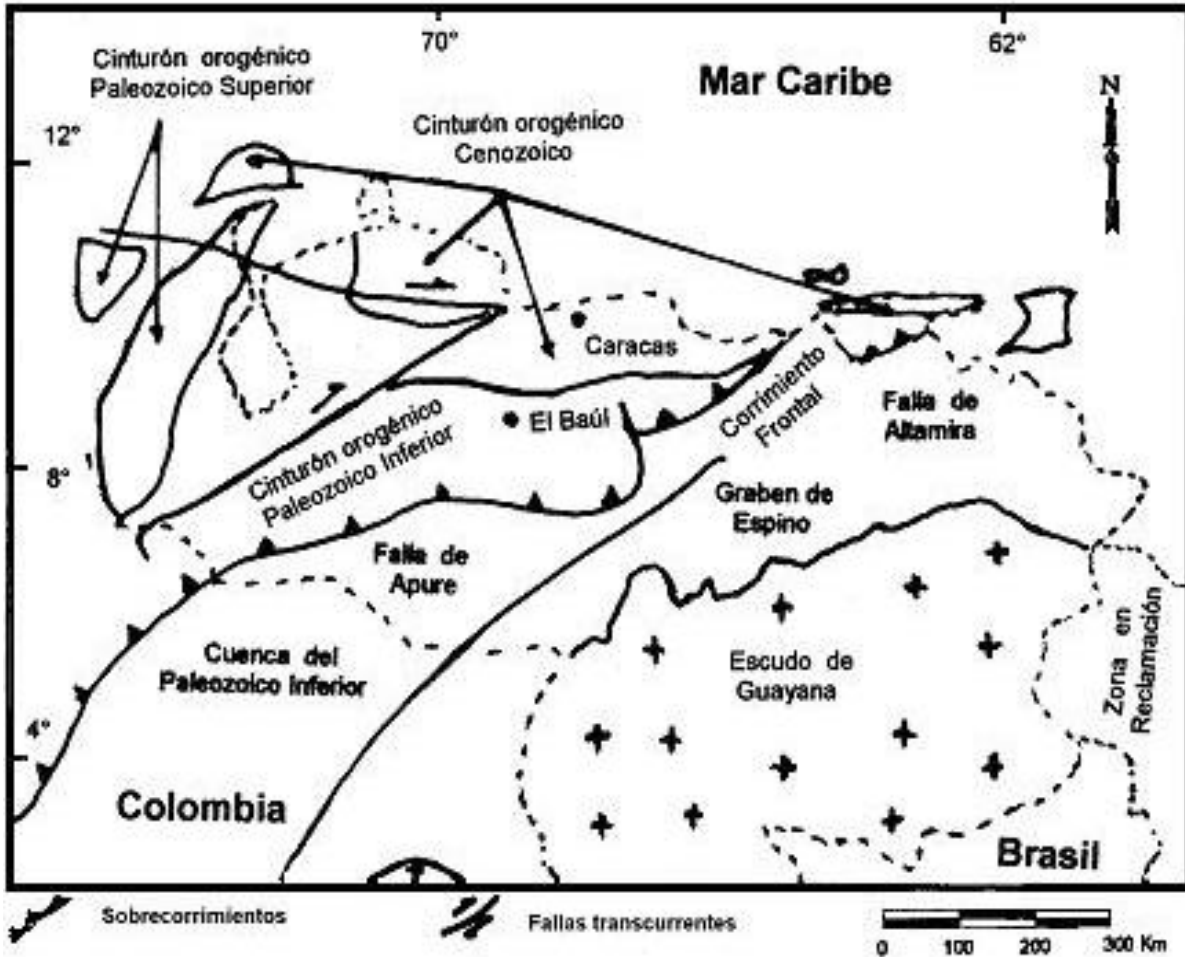 70°
62°
Cinturón orogénico
Paleozoico Superior
Mar Caribe
N
12°
Cinturón orogénico
Cenozoico
Caracas
Corrimiento
Frontal
Falla de
Altamira
El Baúl
Cinturón orogénico
Paleozoico Inferior
8°
Graben de
Espino
Falla de
Apure
Cuenca del
Paleozoico Inferior
Escudo de
Guayana
Zona en
Reclamación
4°
Colombia
Brasil
Sobrecorrimientos
Fallas transcurrentes
0 100 200 300 Km